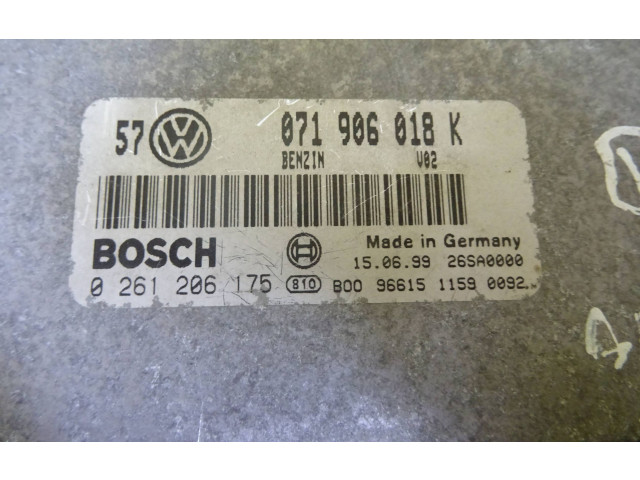 57 VW 071 906 018 K
BENZIN V02
BOSCH Made in Germany
15.06.99 26SA0000
0 261 206 175 810 B00 96615 1159 0092